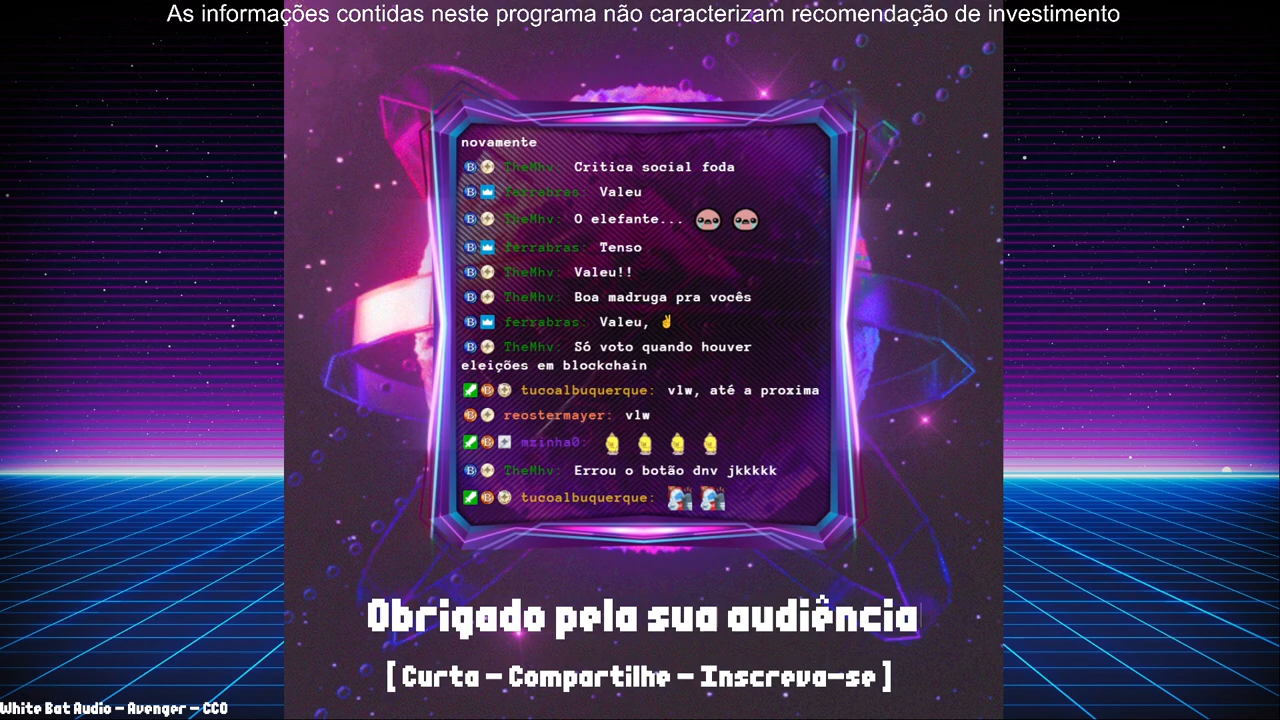 As informações contidas neste programa não caracterizam recomendação de investimento
novamente
TheMhv: Critica social foda
ferrabras: Valeu
TheMhv: O elefante...
ferrabras: Tenso
TheMhv: Valeu!!
TheMhv: Boa madruga pra vocês
ferrabras: Valeu, ✌
TheMhv: Só voto quando houver
eleições em blockchain
tucoalbuquerque: vlw, até a proxima
reostermayer: vlw
mzinha0:
TheMhv: Errou o botão dnv jkkkkk
tucoalbuquerque:
Obrigado pela sua audiência
[ Curta - Compartilhe - Inscreva-se ]
White Bat Audio - Avenger - CC0